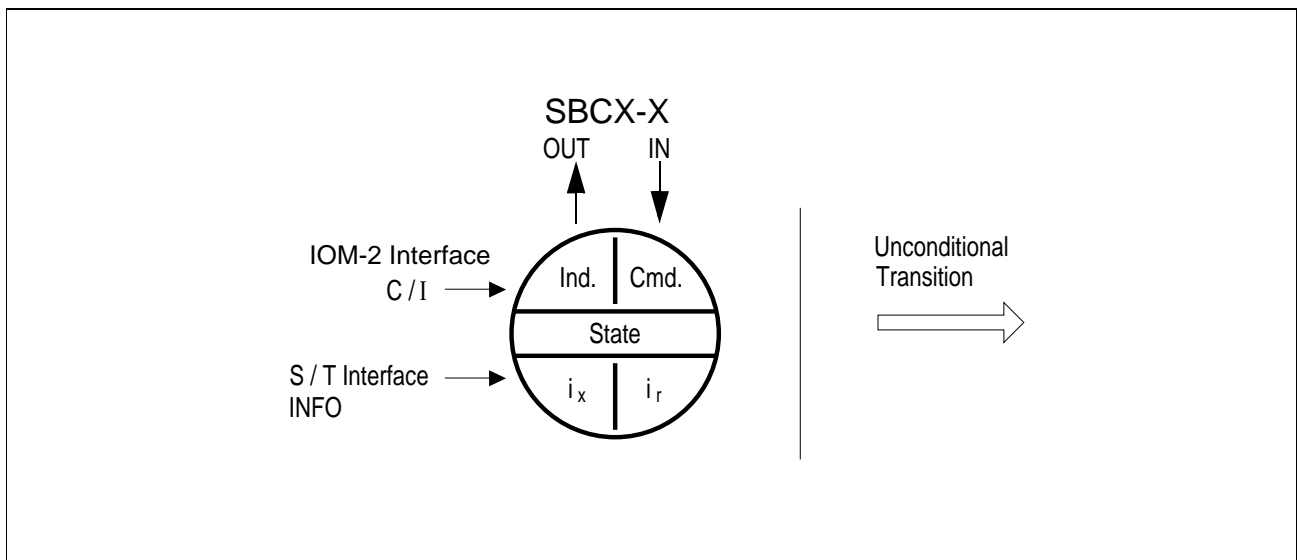 SBCX-X
OUT IN
IOM-2 Interface
C / I
Ind. Cmd.
State
S / T Interface
INFO
i x i r
Unconditional
Transition